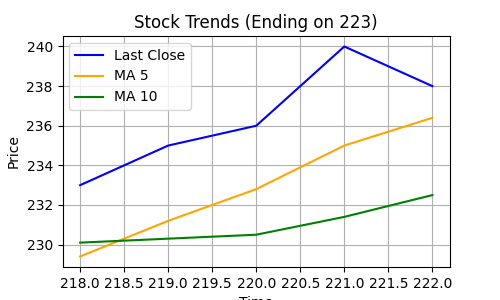 Stock Trends (Ending on 223)
Last Close
MA 5
MA 10
Price
240
238
236
234
232
230
218.0 218.5 219.0 219.5 220.0 220.5 221.0 221.5 222.0
Time